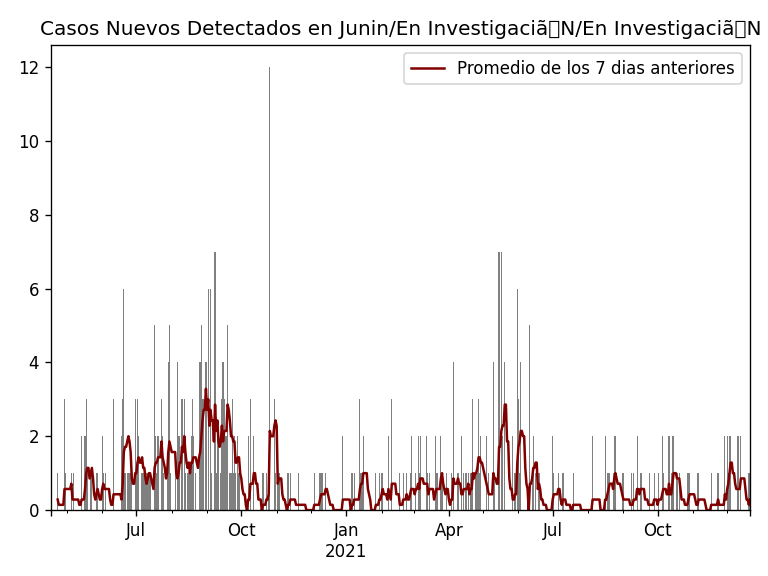 Casos Nuevos Detectados en Junin/En Investigaciã▯N/En Investigaciã▯N
Promedio de los 7 dias anteriores
12
10
8
6
4
2
0
Jul
Oct
Jan
2021
Apr
Jul
Oct